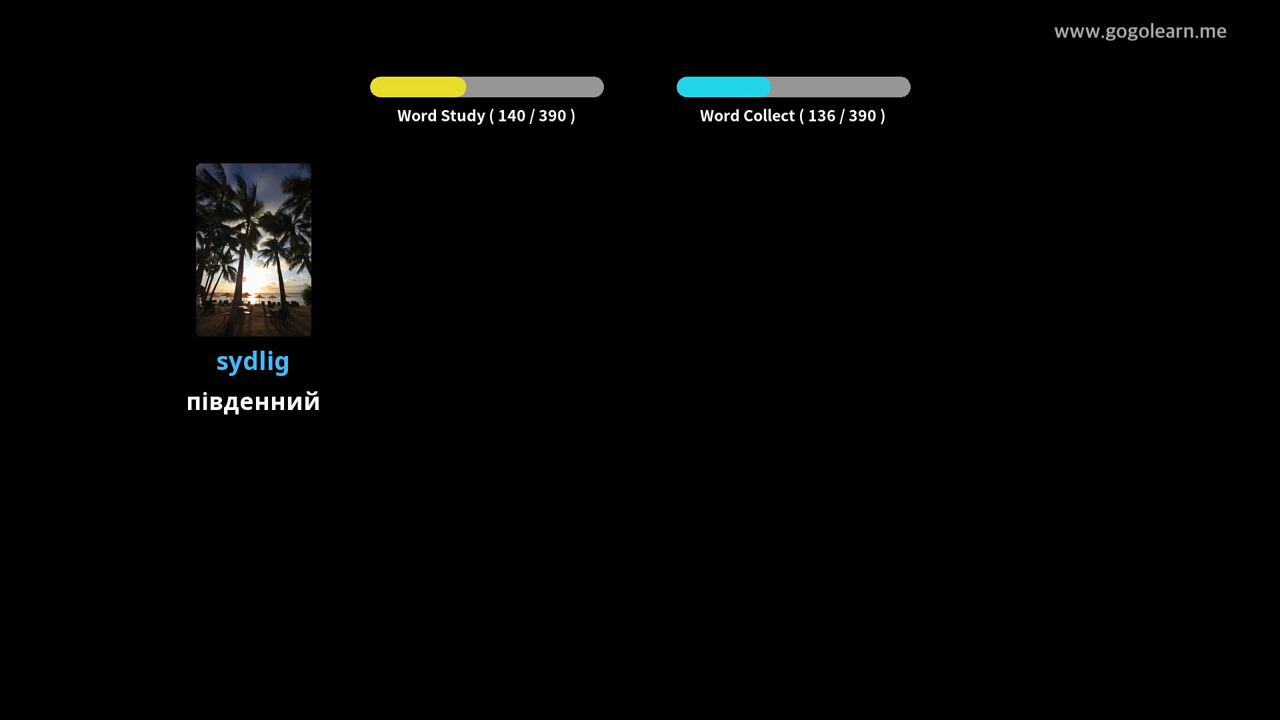 www.gogolearn.me
Word Study ( 140 / 390 )
Word Collect ( 136 / 390 )
sydlig
південний